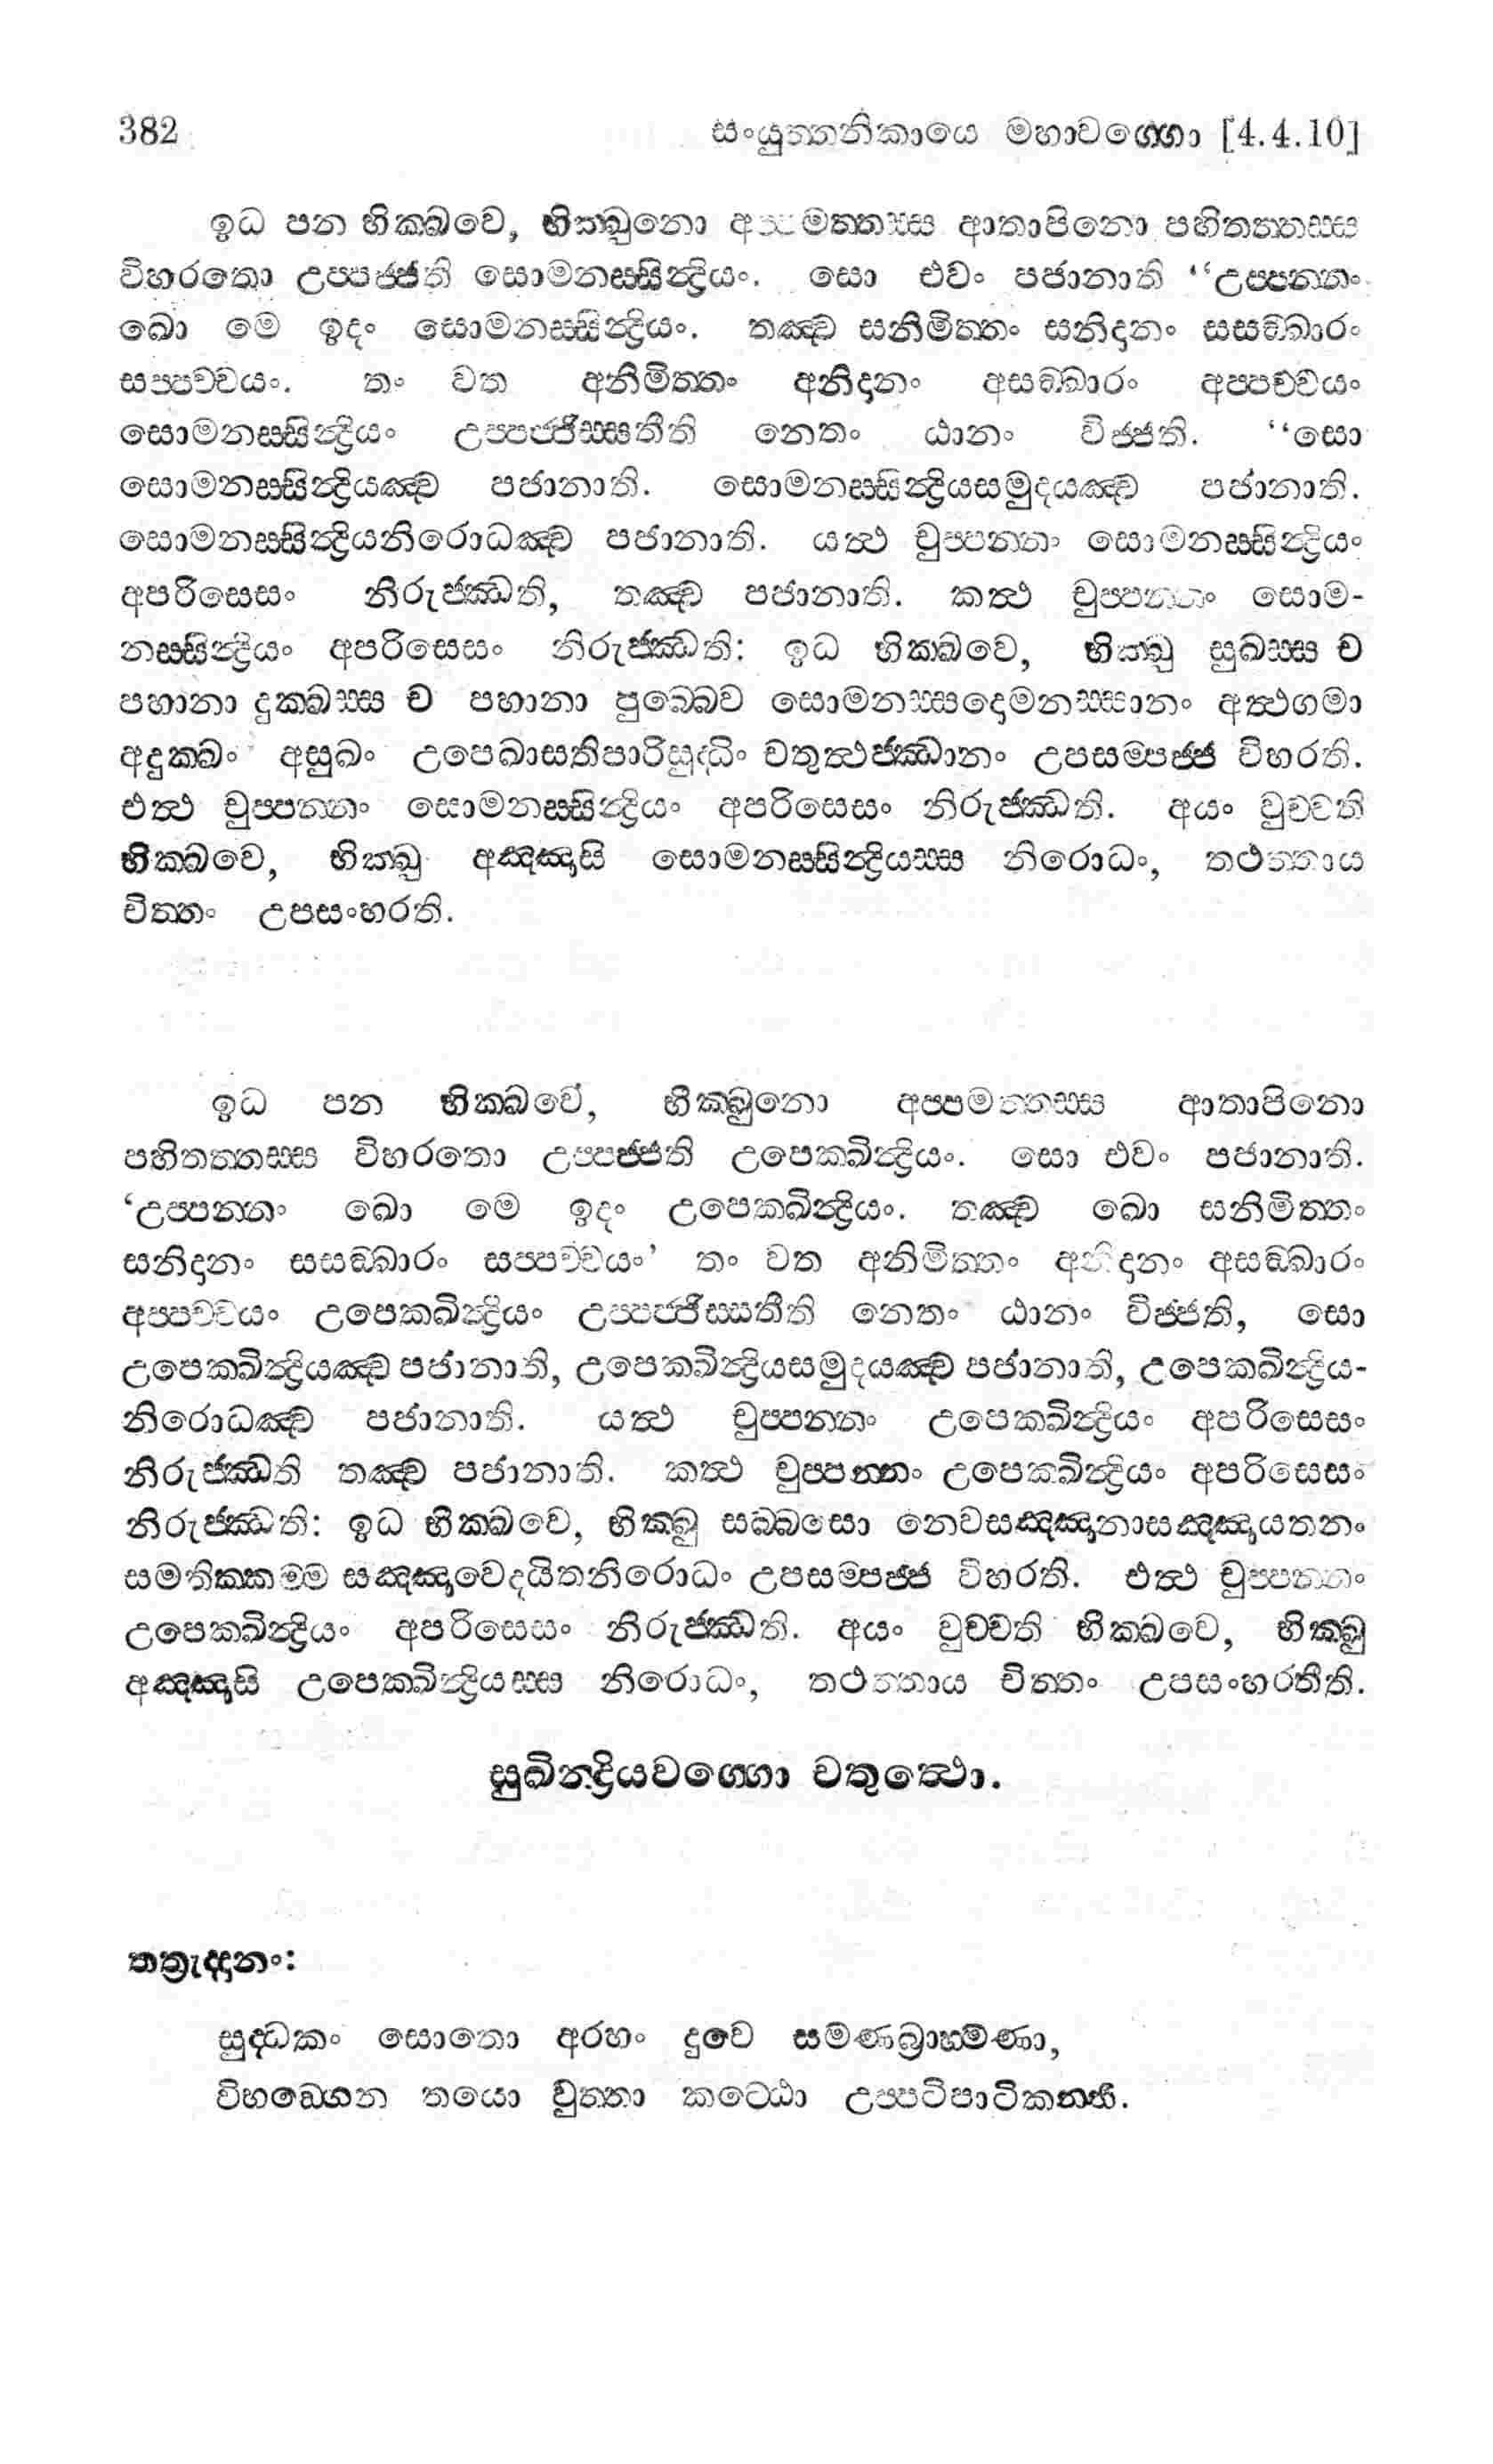 382 සංයුත්තනිකායෙ මහාවග්ගො [4.4.10]
ඉධ පන භික්ඛවෙ, භික්ඛුනො අප්පමත්තස්ස ආතාපිනො පහිතත්තස්ස
විහරතො උප්පජ්ජති සොමනස්සින්ද්‍රියං. සො එවං පජානාති “උප්පන්නං
ඛො මෙ ඉදං සොමනස්සින්ද්‍රියං. තඤ්ච සනිමිත්තං සනිදානං සසඞ්ඛාරං
සප්පච්චයං. තං වත අනිමිත්තං අනිදානං අසඞ්ඛාරං අප්පච්චයං
සොමනස්සින්ද්‍රියං උප්පජ්ජිස්සතීති නෙතං ඨානං විජ්ජති. “සො
සොමනස්සින්ද්‍රියඤ්ච පජානාති. සොමනස්සින්ද්‍රියසමුදයඤ්ච පජානාති.
සොමනස්සින්ද්‍රියනිරොධඤ්ච පජානාති. යත්ථ චුප්පන්නං සොමනස්සින්ද්‍රියං
අපරිසෙසං නිරුජ්ඣති, තඤ්ච පජානාති. කත්ථ චුප්පන්නං සොම-
නස්සින්ද්‍රියං අපරිසෙසං නිරුජ්ඣති: ඉධ භික්ඛවෙ, භික්ඛු සුඛස්ස ච
පහානා දුක්ඛස්ස ච පහානා පුබ්බෙව සොමනස්සදොමනස්සානං අත්ථගමා
අදුක්ඛං අසුඛං උපෙඛාසතිපාරිසුද්ධිං චතුත්ථජ්ඣානං උපසම්පජ්ජ විහරති.
එත්ථ චුප්පන්නං සොමනස්සින්ද්‍රියං අපරිසෙසං නිරුජ්ඣති. අයං වුච්චති
භික්ඛවෙ, භික්ඛු අඤ්ඤාසි සොමනස්සින්ද්‍රියස්ස නිරොධං, තථත්තාය
චිත්තං උපසංහරති.
ඉධ පන භික්ඛවෙ, භික්ඛුනො අප්පමත්තස්ස ආතාපිනො
පහිතත්තස්ස විහරතො උප්පජ්ජති උපෙක්ඛින්ද්‍රියං. සො එවං පජානාති.
‘උප්පන්නං ඛො මෙ ඉදං උපෙක්ඛින්ද්‍රියං. තඤ්ච ඛො සනිමිත්තං
සනිදානං සසඞ්ඛාරං සප්පච්චයං’ තං වත අනිමිත්තං අනිදානං අසඞ්ඛාරං
අප්පච්චයං උපෙක්ඛින්ද්‍රියං උප්පජ්ජිස්සතීති නෙතං ඨානං විජ්ජති, සො
උපෙක්ඛින්ද්‍රියඤ්ච පජානාති, උපෙක්ඛින්ද්‍රියසමුදයඤ්ච පජානාති, උපෙක්ඛින්ද්‍රිය-
නිරොධඤ්ච පජානාති. යත්ථ චුප්පන්නං උපෙක්ඛින්ද්‍රියං අපරිසෙසං
නිරුජ්ඣති තඤ්ච පජානාති. කත්ථ චුප්පන්නං උපෙක්ඛින්ද්‍රියං අපරිසෙසං
නිරුජ්ඣති: ඉධ භික්ඛවෙ, භික්ඛු සබ්බසො නෙවසඤ්ඤානාසඤ්ඤායතනං
සමතික්කම්ම සඤ්ඤාවෙදයිතනිරොධං උපසම්පජ්ජ විහරති. එත්ථ චුප්පන්නං
උපෙක්ඛින්ද්‍රියං අපරිසෙසං නිරුජ්ඣති. අයං වුච්චති භික්ඛවෙ, භික්ඛු
අඤ්ඤාසි උපෙක්ඛින්ද්‍රියස්ස නිරොධං, තථත්තාය චිත්තං උපසංහරතීති.
සුඛින්ද්‍රියවග්ගො චතුත්ථො.
තත්‍රුද්දානං:
සුද්ධකං සොතො අරහං දුවෙ සමණබ්‍රාහ්මණා,
විභඞ්ගෙන තයො වුත්තා කට්ඨො උප්පටිපාටිකන්ති.